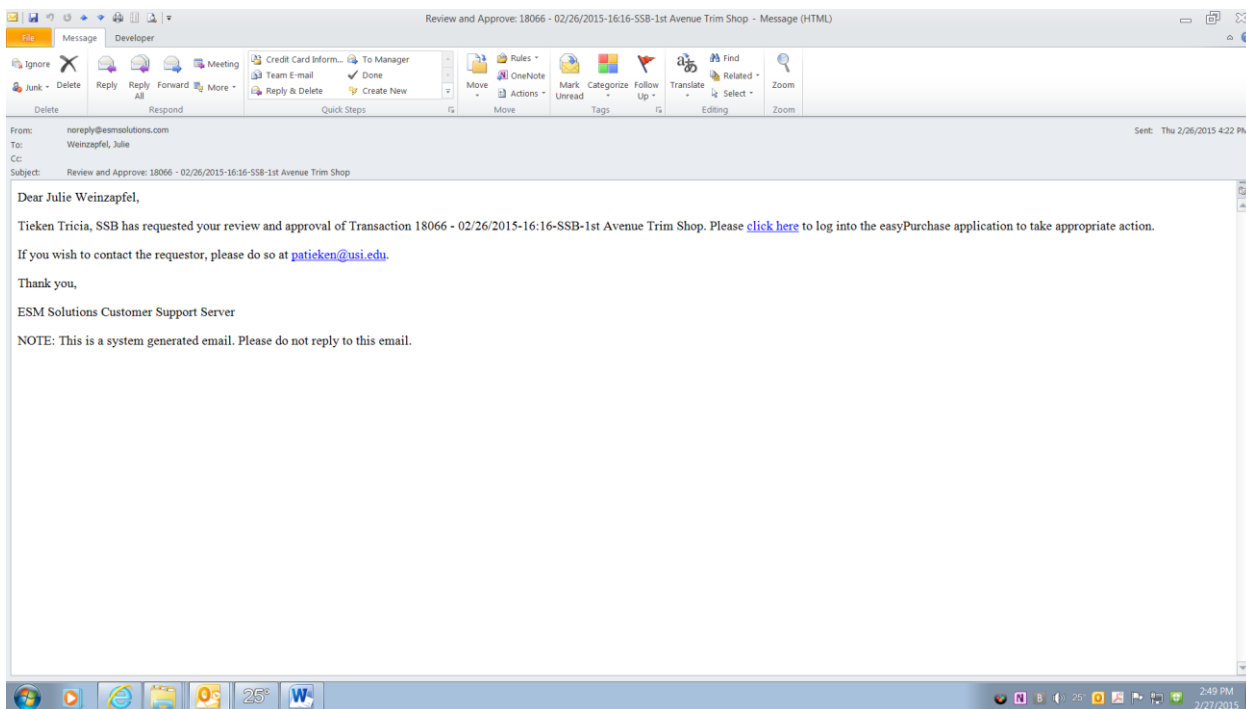 Review and Approve: 18066 - 02/26/2015-16:16-SSB-1st Avenue Trim Shop - Message (HTML)
File Message Developer
Ignore Delete Reply Reply All Forward Meeting Credit Card Inform... To Manager Move Rules Mark Unread Categorize Follow Up Translate Find Zoom
Junk More Team E-mail Done OneNote Related
Reply & Delete Create New Actions Select
Delete Respond Quick Steps Move Tags Editing Zoom
From: noreply@esmsolutions.com Sent: Thu 2/26/2015 4:22 PM
To: Weinzapfel, Julie
Cc:
Subject: Review and Approve: 18066 - 02/26/2015-16:16-SSB-1st Avenue Trim Shop
Dear Julie Weinzapfel,
Tieken Tricia, SSB has requested your review and approval of Transaction 18066 - 02/26/2015-16:16-SSB-1st Avenue Trim Shop. Please click here to log into the easyPurchase application to take appropriate action.
If you wish to contact the requestor, please do so at patieken@usi.edu.
Thank you,
ESM Solutions Customer Support Server
NOTE: This is a system generated email. Please do not reply to this email.
25° 25° 2:49 PM
2/27/2015